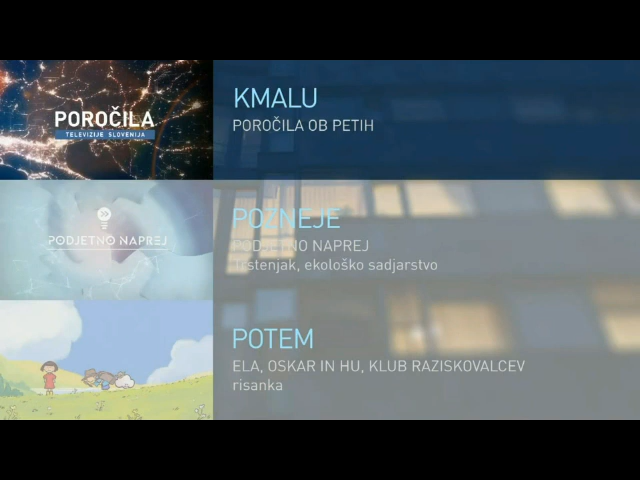 POROČILA
TELEVIZIJE SLOVENIJA
KMALU
POROČILA OB PETIH
PODJETNO NAPREJ
POZNEJE
PODJETNO NAPREJ
sadjarstvo
POTEM
ELA, OSKAR IN HU, KLUB RAZISKOVALCEV
risanka